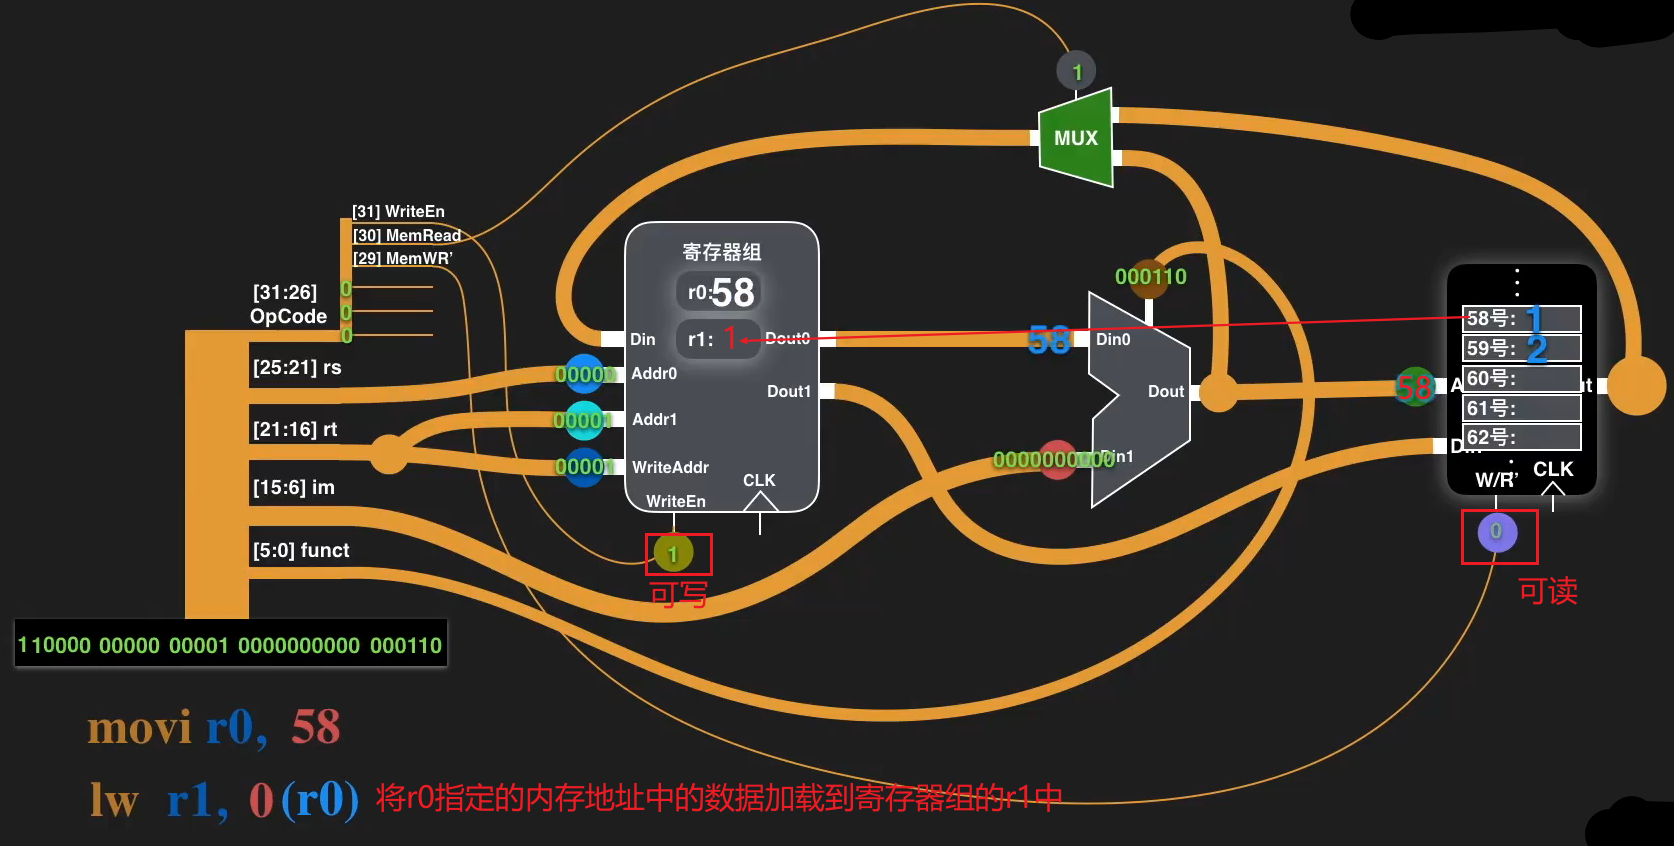 1
MUX
[31] WriteEn
[30] MemRead
[29] MemWR’
[31:26]
OpCode
0
0
0
[25:21] rs
[21:16] rt
[15:6] im
[5:0] funct
110000 00000 00001 0000000000 000110
寄存器组
r0:58
r1: 1
Din
Dout0
Addr0
00000
Dout1
Addr1
00001
WriteAddr
00001
WriteEn
CLK
1
可写
000110
58
Din0
Dout
0000000000
Din1
58
58号: 1
59号: 2
60号:
61号:
62号:
W/R’
CLK
0
可读
movi r0, 58
lw r1, 0(r0)
将r0指定的内存地址中的数据加载到寄存器组的r1中